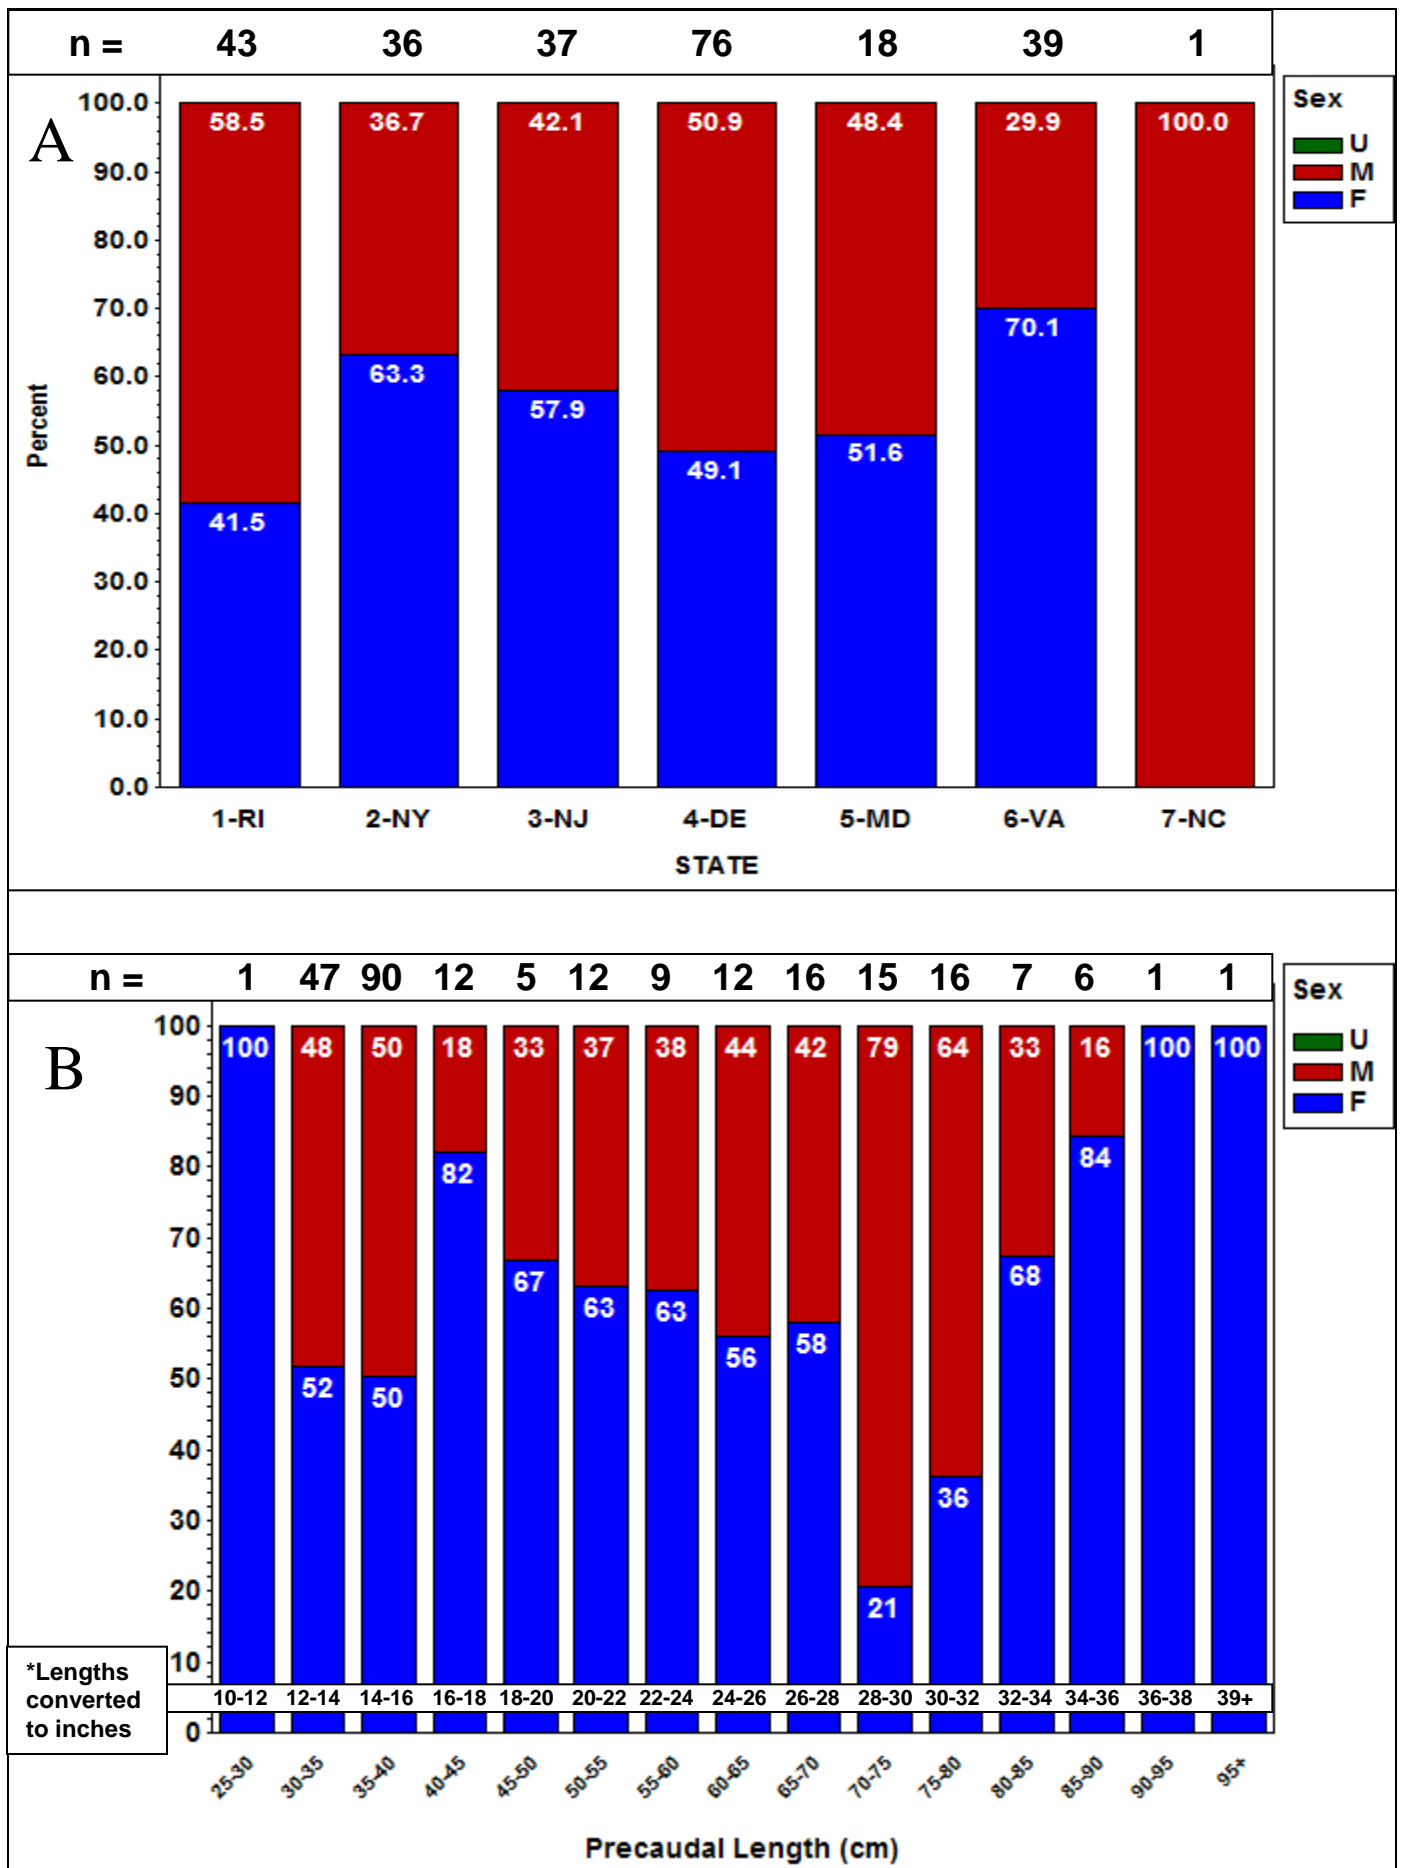 n = 43 36 37 76 18 39 1
A
Sex
U
M
F
100.0
90.0
80.0
70.0
60.0
50.0
40.0
30.0
20.0
10.0
0.0
Percent
58.5 36.7 42.1 50.9 48.4 29.9 100.0
41.5 63.3 57.9 49.1 51.6 70.1
1-RI 2-NY 3-NJ 4-DE 5-MD 6-VA 7-NC
STATE
n = 1 47 90 12 5 12 9 12 16 15 16 7 6 1 1
B
Sex
U
M
F
100
90
80
70
60
50
40
30
20
10
0
100 48 50 18 33 37 38 44 42 79 64 33 16 100 100
52 50 82 67 63 63 56 58 21 36 68 84
*Lengths
converted
to inches
10-12 12-14 14-16 16-18 18-20 20-22 22-24 24-26 26-28 28-30 30-32 32-34 34-36 36-38 39+
25-30 30-35 35-40 40-45 45-50 50-55 55-60 60-65 65-70 70-75 75-80 80-85 85-90 90-95 95+
Precaudal Length (cm)